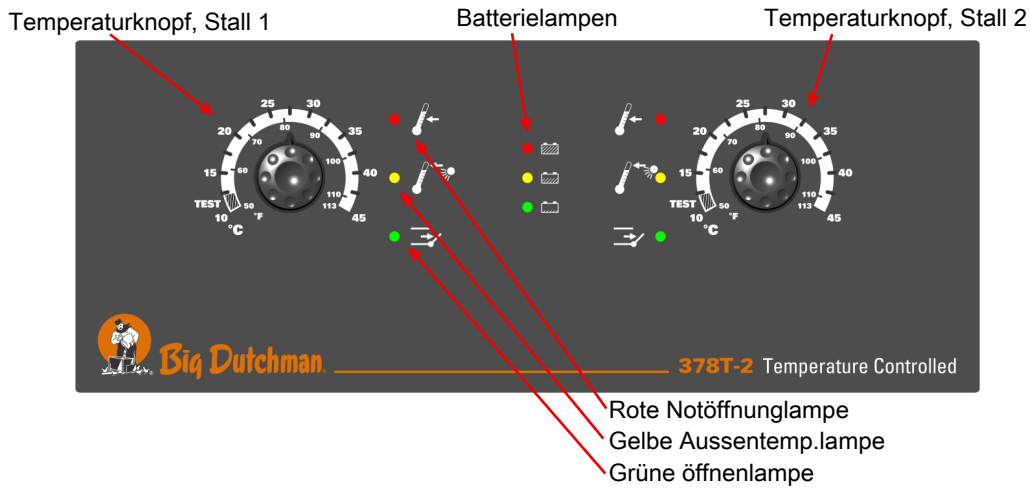 Temperaturknopf, Stall 1
Batterielampen
Temperaturknopf, Stall 2
25 30
20 35
15 40
TEST
10 45
°C
80
70 90
60 100
50 110
°F 113
25 30
20 35
15 40
TEST
10 45
°C
80
70 90
60 100
50 110
°F 113
Big Dutchman.
378T-2 Temperature Controlled
Rote Notöffnunglampe
Gelbe Aussentemp.lampe
Grüne öffnenlampe